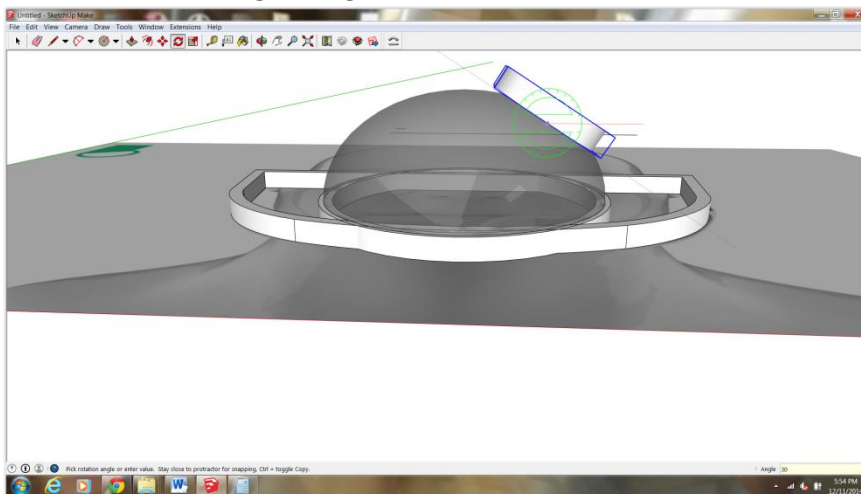 Untitled - SketchUp Make
File Edit View Camera Draw Tools Window Extensions Help
Pick rotation angle or enter value. Stay close to protractor for snapping, Ctrl = toggle Copy.
Angle 30
5:54 PM